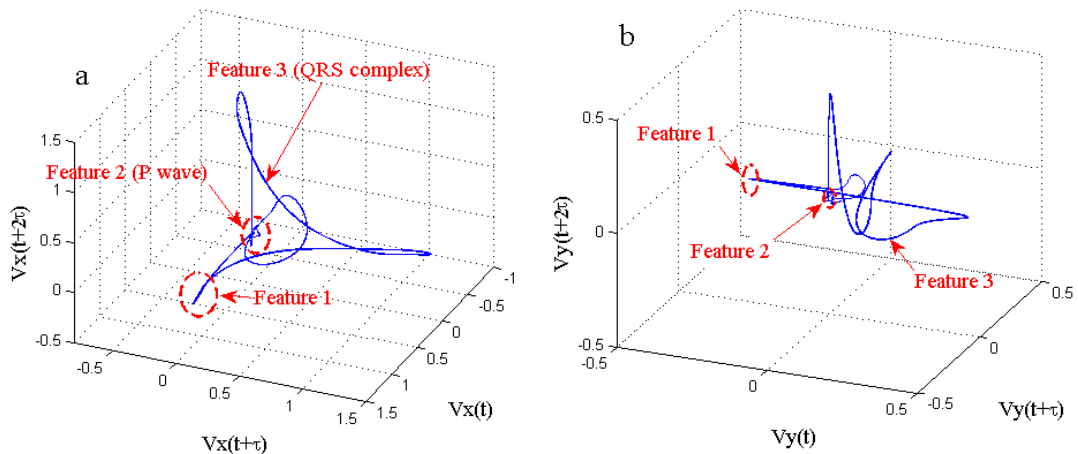 a
Feature 3 (QRS complex)
Feature 2 (P wave)
Feature 1
Vx(t+2τ)
1.5
1
0.5
0
-0.5
-0.5
0
0.5
1
1.5
Vx(t+τ)
-1
-0.5
0
0.5
1
1.5
Vx(t)
b
Feature 1
Feature 2
Feature 3
Vy(t+2τ)
0.5
0
-0.5
-0.5
0
0.5
Vy(t)
0.5
0
-0.5
Vy(t+τ)